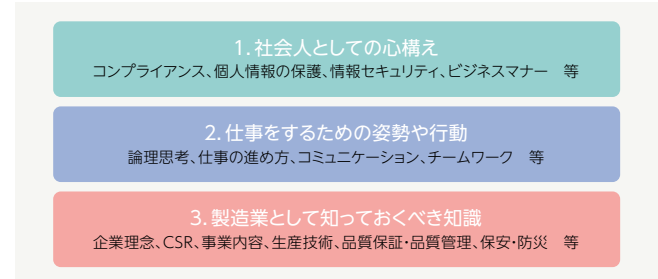 1. 社会人としての心構え
コンプライアンス、個人情報の保護、情報セキュリティ、ビジネスマナー　等
2. 仕事をするための姿勢や行動
論理思考、仕事の進め方、コミュニケーション、チームワーク　等
3. 製造業として知っておくべき知識
企業理念、CSR、事業内容、生産技術、品質保証・品質管理、保安・防災　等